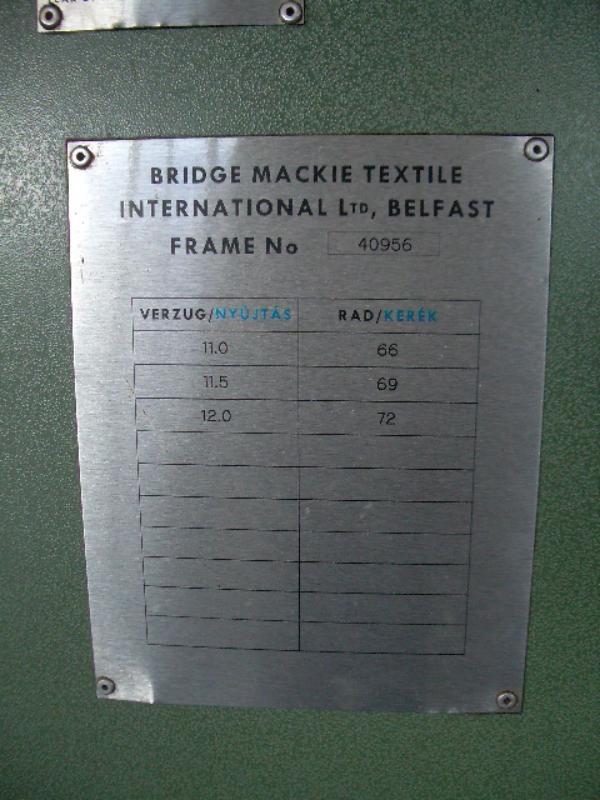 BRIDGE MACKIE TEXTILE
INTERNATIONAL LTD, BELFAST
FRAME No 40956
VERZUG/NYÙJTÁS RAD/KERÉK
11.0 66
11.5 69
12.0 72